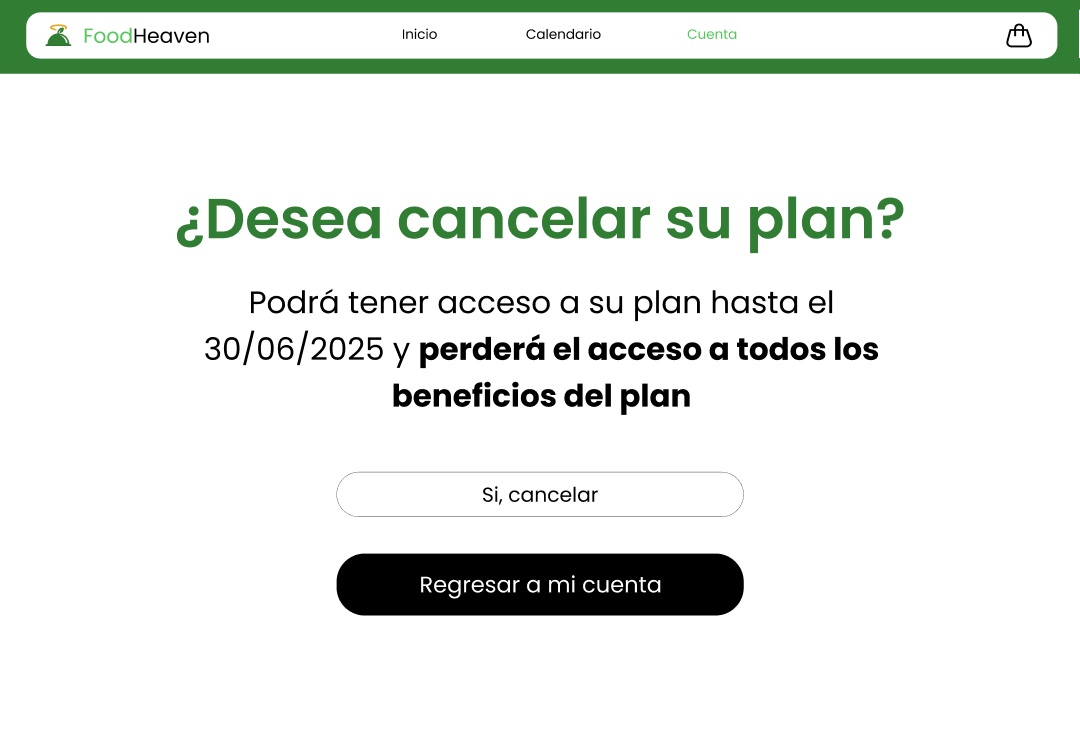 FoodHeaven
Inicio
Calendario
Cuenta
¿Desea cancelar su plan?
Podrá tener acceso a su plan hasta el
30/06/2025 y perderá el acceso a todos los
beneficios del plan
Si, cancelar
Regresar a mi cuenta